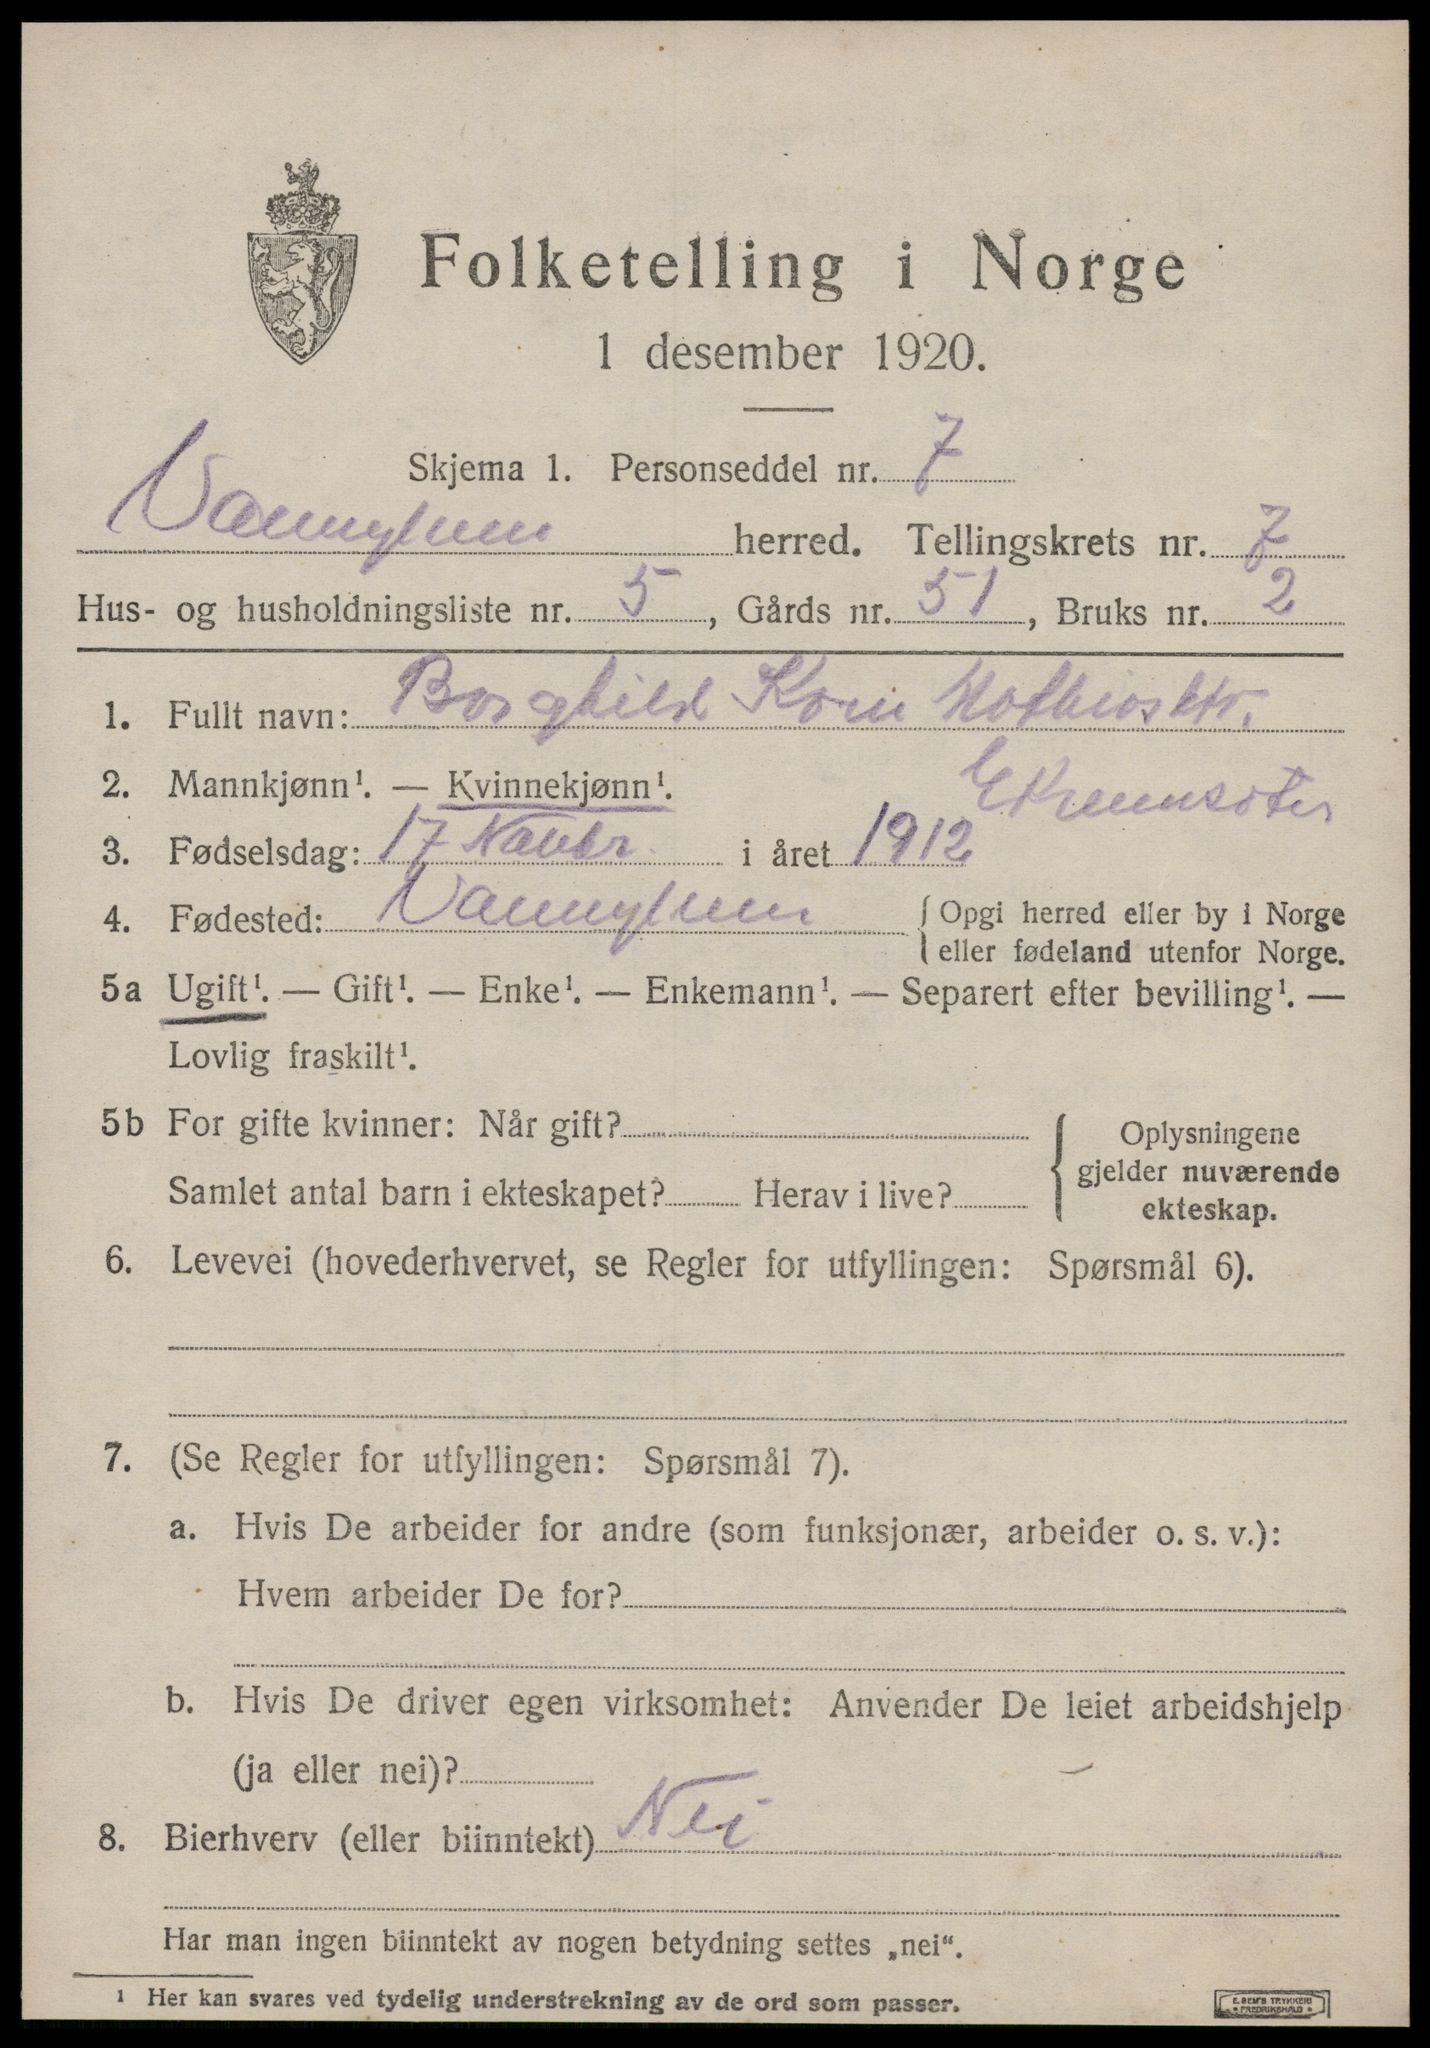 Folketelling i Norge
1 desember 1920.
Skjema 1. Personseddel nr. 7
herred. Tellingskrets nr. 7
Hus- og husholdningsliste nr. 5, Gårds nr. 51, Bruks nr. 2
1. Fullt navn: Borghild
2. Mannkjønn¹. — Kvinnekjønn¹.
3. Fødselsdag: 17 Novbr. i året 1912
4. Fødested: { Opgi herred eller by i Norge
eller fødeland utenfor Norge.
5a Ugift¹. — Gift¹. — Enke¹. — Enkemann¹. — Separert efter bevilling¹. —
Lovlig fraskilt¹.
5b For gifte kvinner: Når gift?
Samlet antal barn i ekteskapet? Herav i live?
{ Oplysningene
gjelder nuværende
ekteskap.
6. Levevei (hovederhvervet, se Regler for utfyllingen: Spørsmål 6).
7. (Se Regler for utfyllingen: Spørsmål 7).
a. Hvis De arbeider for andre (som funksjonær, arbeider o. s. v.):
Hvem arbeider De for?
b. Hvis De driver egen virksomhet: Anvender De leiet arbeidshjelp
(ja eller nei)?
8. Bierhverv (eller biinntekt) Nei
Har man ingen biinntekt av nogen betydning settes „nei“.
¹ Her kan svares ved tydelig understrekning av de ord som passer.
E. SEM'S TRYKKERI
• FREDRIKSHALD •